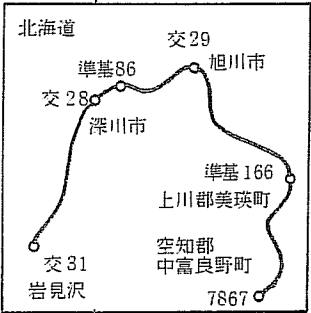 北海道
交29
旭川市
準基86
交28
深川市
準基166
上川郡美瑛町
空知郡
中富良野町
7867
交31
岩見沢